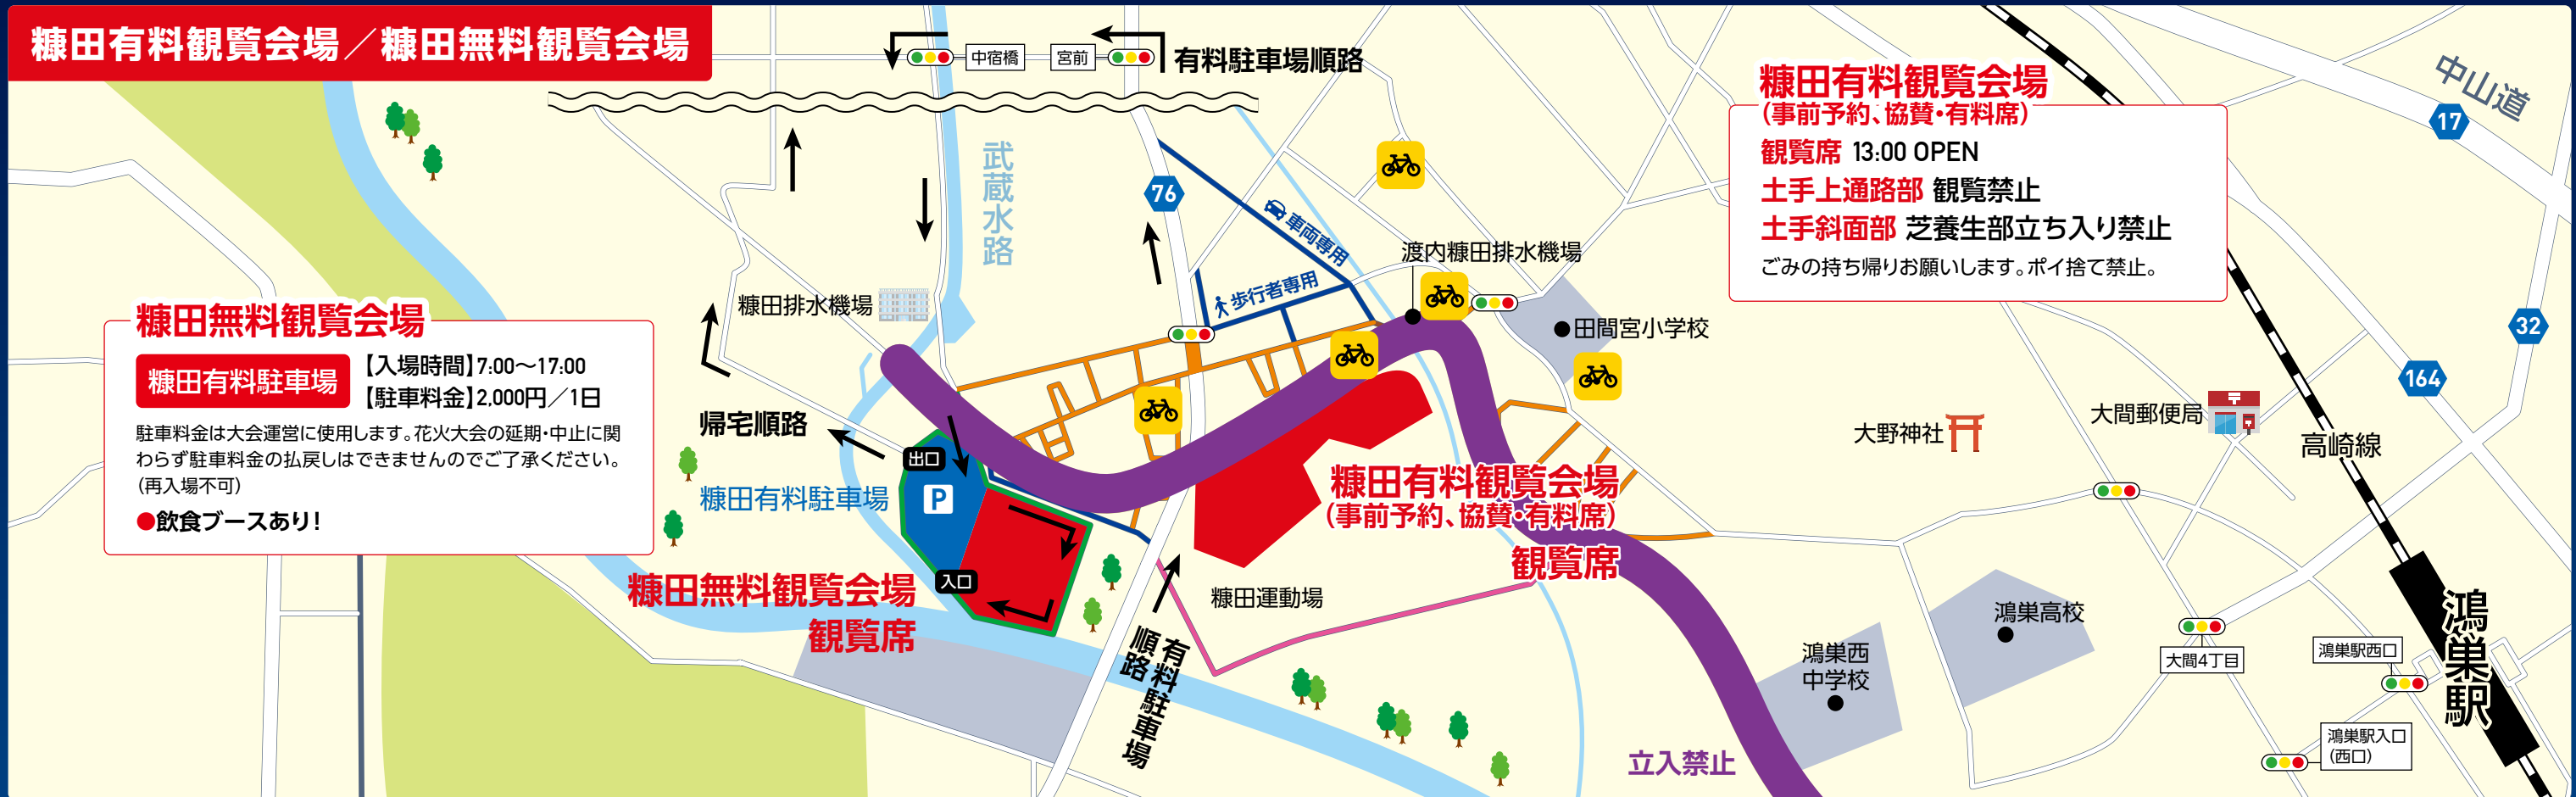 糠田有料観覧会場／糠田無料観覧会場
中宿橋
宮前
有料駐車場順路
武蔵水路
76
車両専用
歩行者専用
渡内糠田排水機場
田間宮小学校
糠田排水機場
糠田有料観覧会場
(事前予約、協賛・有料席)
観覧席 13:00 OPEN
土手上通路部 観覧禁止
土手斜面部 芝養生部立ち入り禁止
ごみの持ち帰りお願いします。ポイ捨て禁止。
中山道
17
32
164
糠田無料観覧会場
糠田有料駐車場
【入場時間】7:00〜17:00
【駐車料金】2,000円／1日
駐車料金は大会運営に使用します。花火大会の延期・中止に関
わらず駐車料金の払戻しはできませんのでご了承ください。
(再入場不可)
●飲食ブースあり!
帰宅順路
出口
P
糠田有料駐車場
入口
糠田無料観覧会場
観覧席
糠田有料観覧会場
(事前予約、協賛・有料席)
観覧席
糠田運動場
有料駐車場
順路
大野神社
大間郵便局
高崎線
鴻巣高校
鴻巣西
中学校
立入禁止
大間4丁目
鴻巣駅西口
鴻巣駅入口
(西口)
鴻巣駅